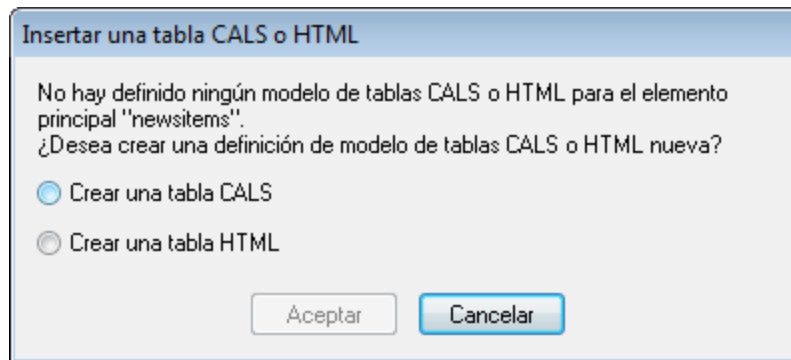 Insertar una tabla CALS o HTML
No hay definido ningún modelo de tablas CALS o HTML para el elemento
principal "newsitems".
¿Desea crear una definición de modelo de tablas CALS o HTML nueva?
Crear una tabla CALS
Crear una tabla HTML
Aceptar Cancelar